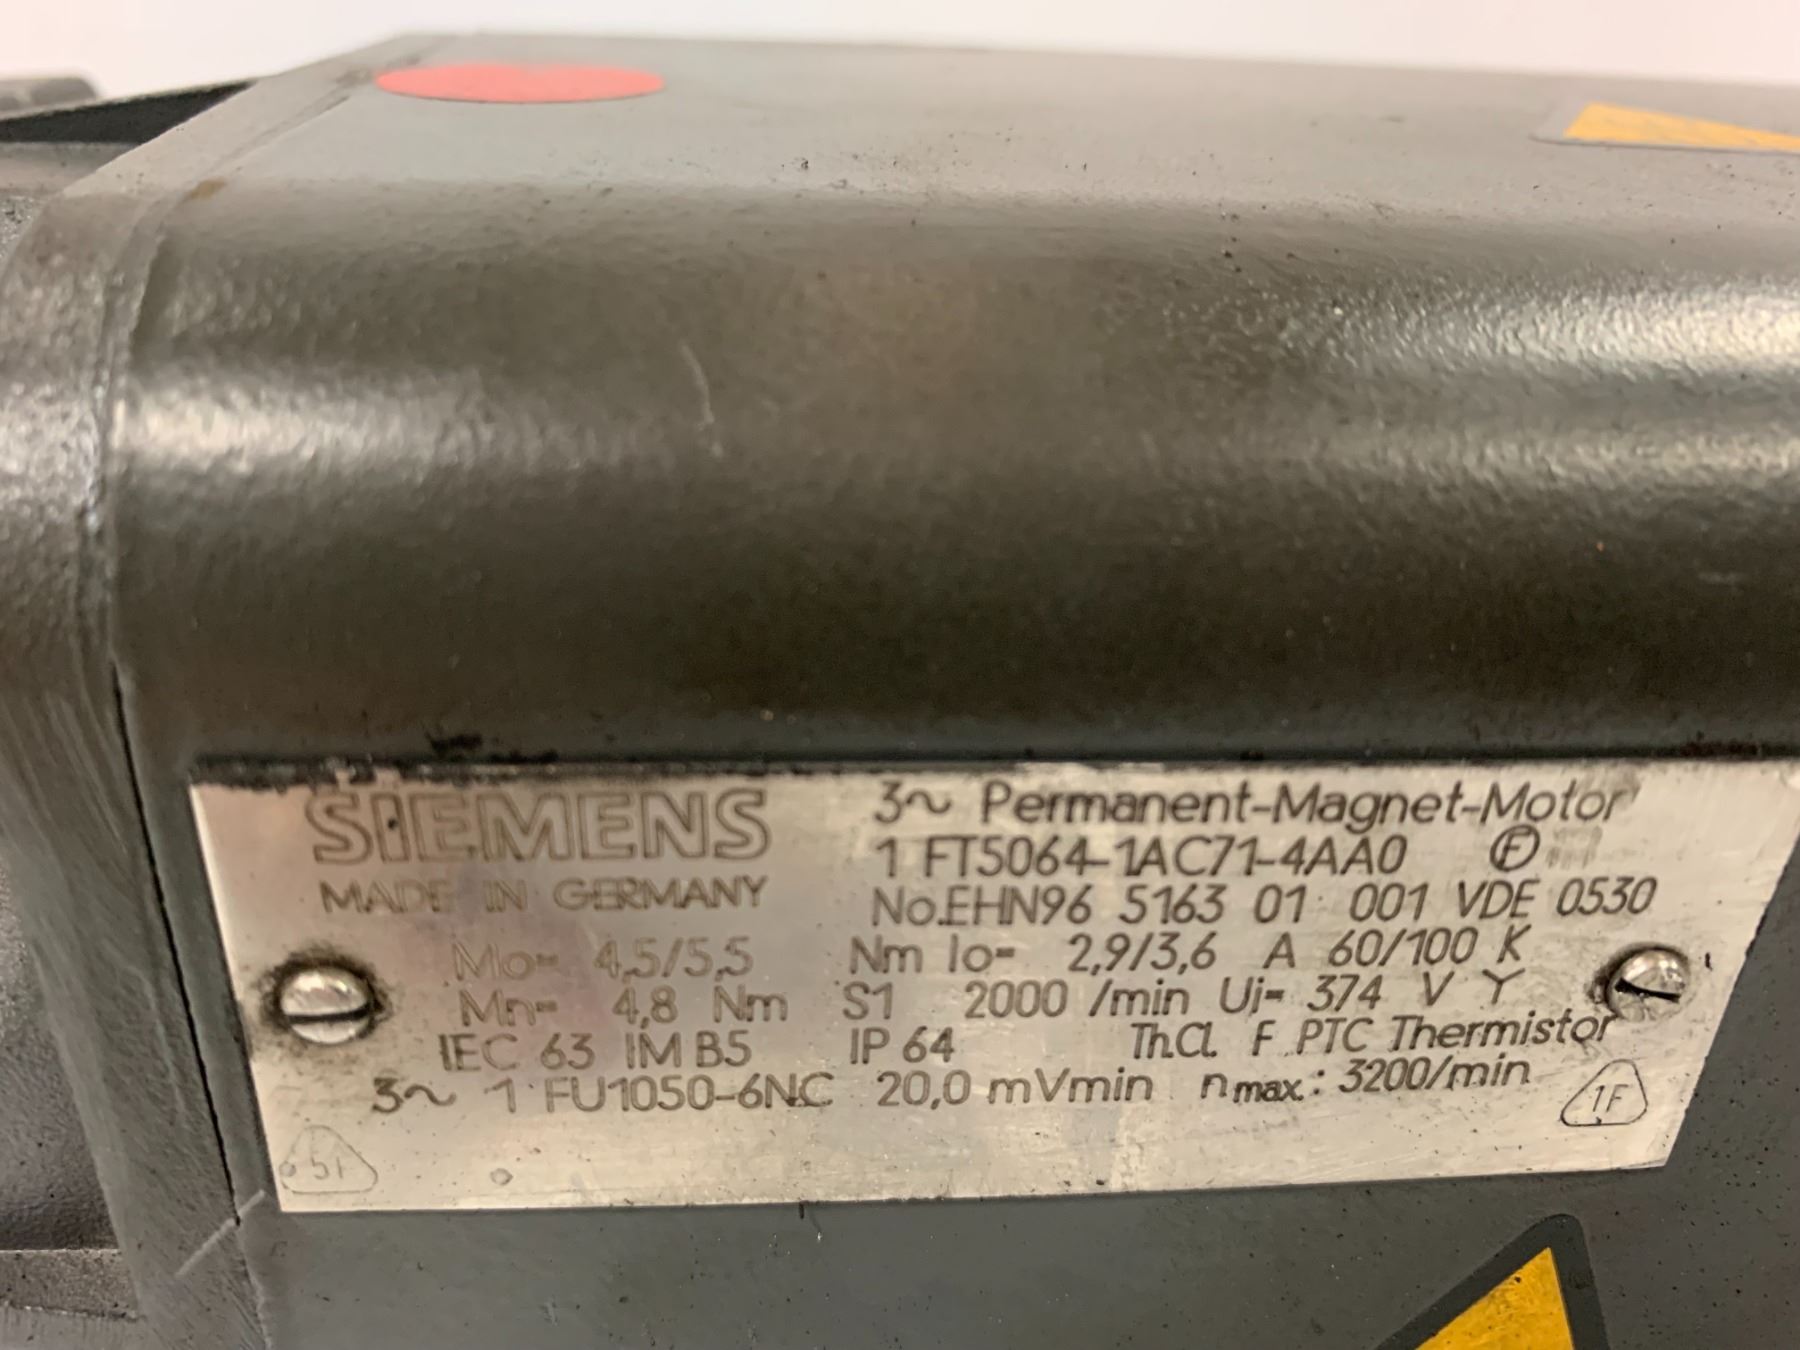 SIEMENS
MADE IN GERMANY
3~ Permanent-Magnet-Motor
1 FT5064-1AC71-4AA0 F
No.EHN96 5163 01 001 VDE 0530
Mo= 4,5/5,5 Nm Io= 2,9/3,6 A 60/100 K
Mn= 4,8 Nm S1 2000 /min Ui= 374 V Y
IEC 63 IM B5 IP 64 Th.Cl. F PTC Thermistor
3~ 1 FU1050-6NC 20,0 mVmin nmax.: 3200/min
1F